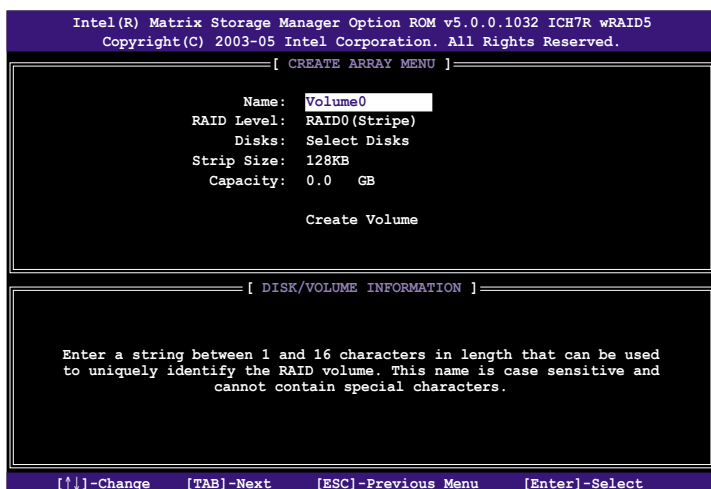 Intel(R) Matrix Storage Manager Option ROM v5.0.0.1032 ICH7R wRAID5
Copyright(C) 2003-05 Intel Corporation. All Rights Reserved.
[ CREATE ARRAY MENU ]
Name: Volume0
RAID Level: RAID0(Stripe)
Disks: Select Disks
Strip Size: 128KB
Capacity: 0.0 GB
Create Volume
[ DISK/VOLUME INFORMATION ]
Enter a string between 1 and 16 characters in length that can be used
to uniquely identify the RAID volume. This name is case sensitive and
cannot contain special characters.
[↑↓]-Change [TAB]-Next [ESC]-Previous Menu [Enter]-Select